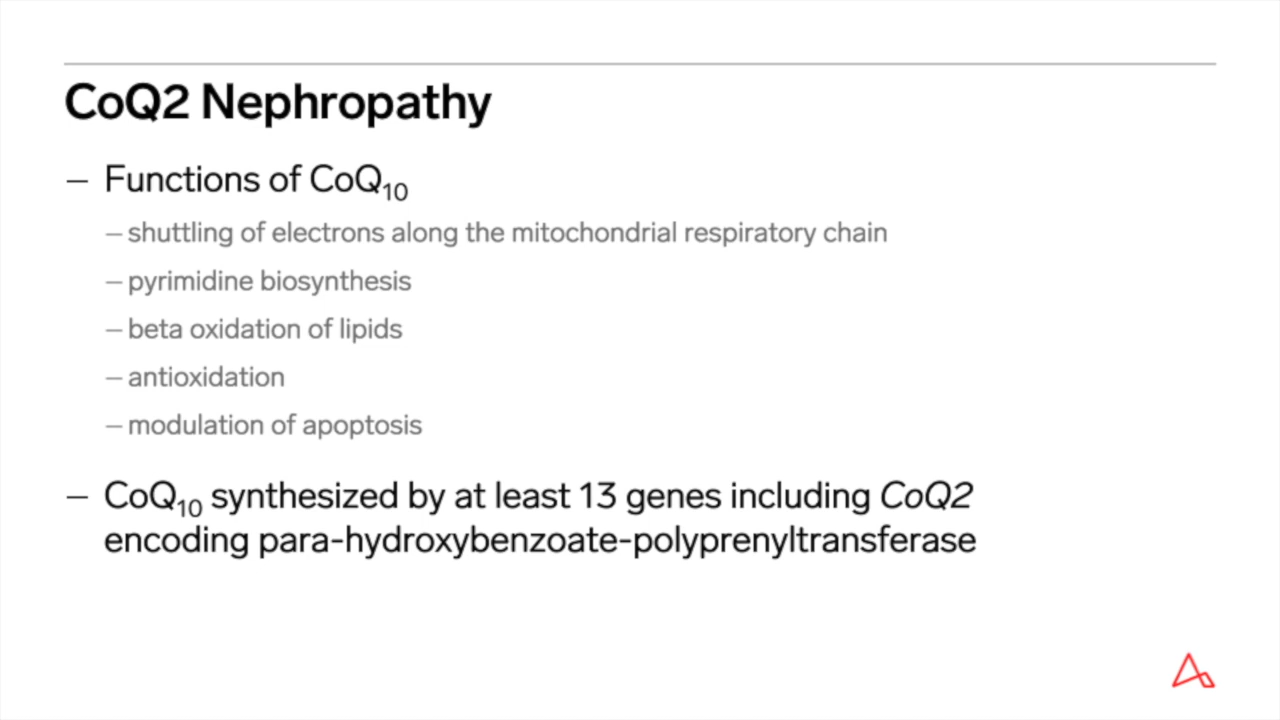 CoQ2 Nephropathy
– Functions of CoQ₁₀
– shuttling of electrons along the mitochondrial respiratory chain
– pyrimidine biosynthesis
– beta oxidation of lipids
– antioxidation
– modulation of apoptosis
– CoQ₁₀ synthesized by at least 13 genes including CoQ2
encoding para-hydroxybenzoate-polyprenyltransferase